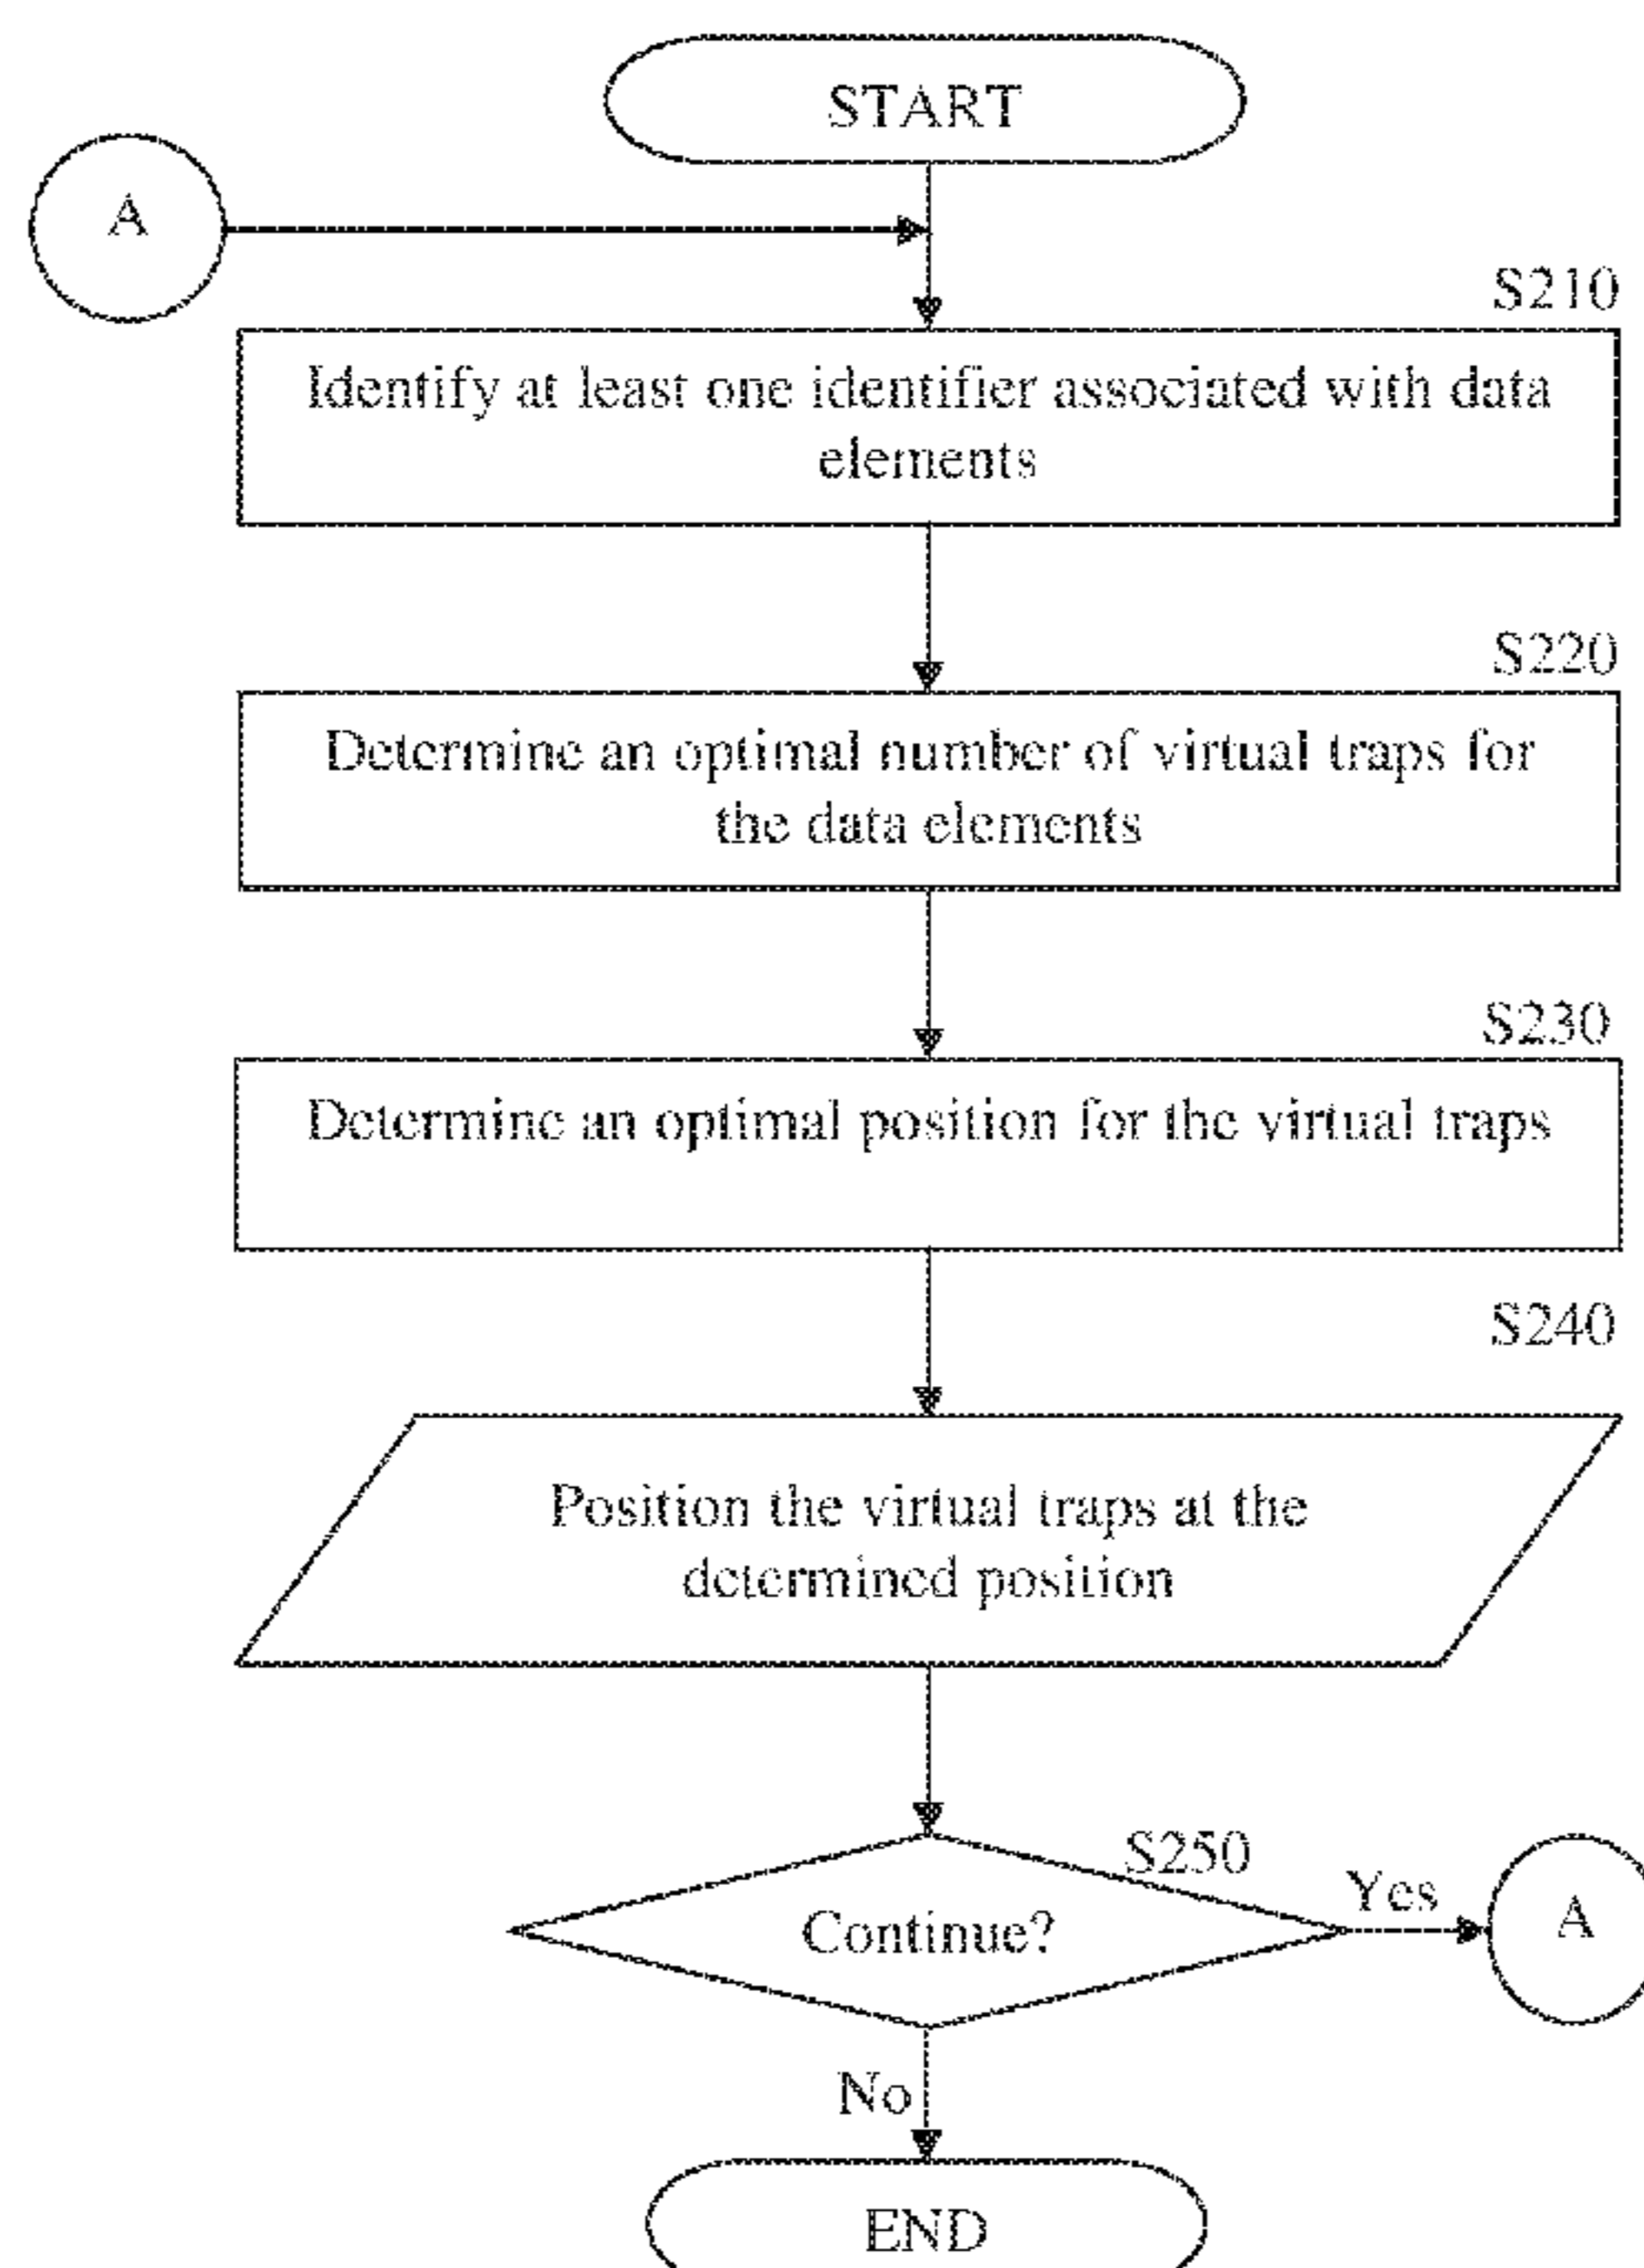 START
A
S210
Identify at least one identifier associated with data
elements
S220
Determine an optimal number of virtual traps for
the data elements
S230
Determine an optimal position for the virtual traps
S240
Position the virtual traps at the
determined position
S250
Continue?
Yes
A
No
END